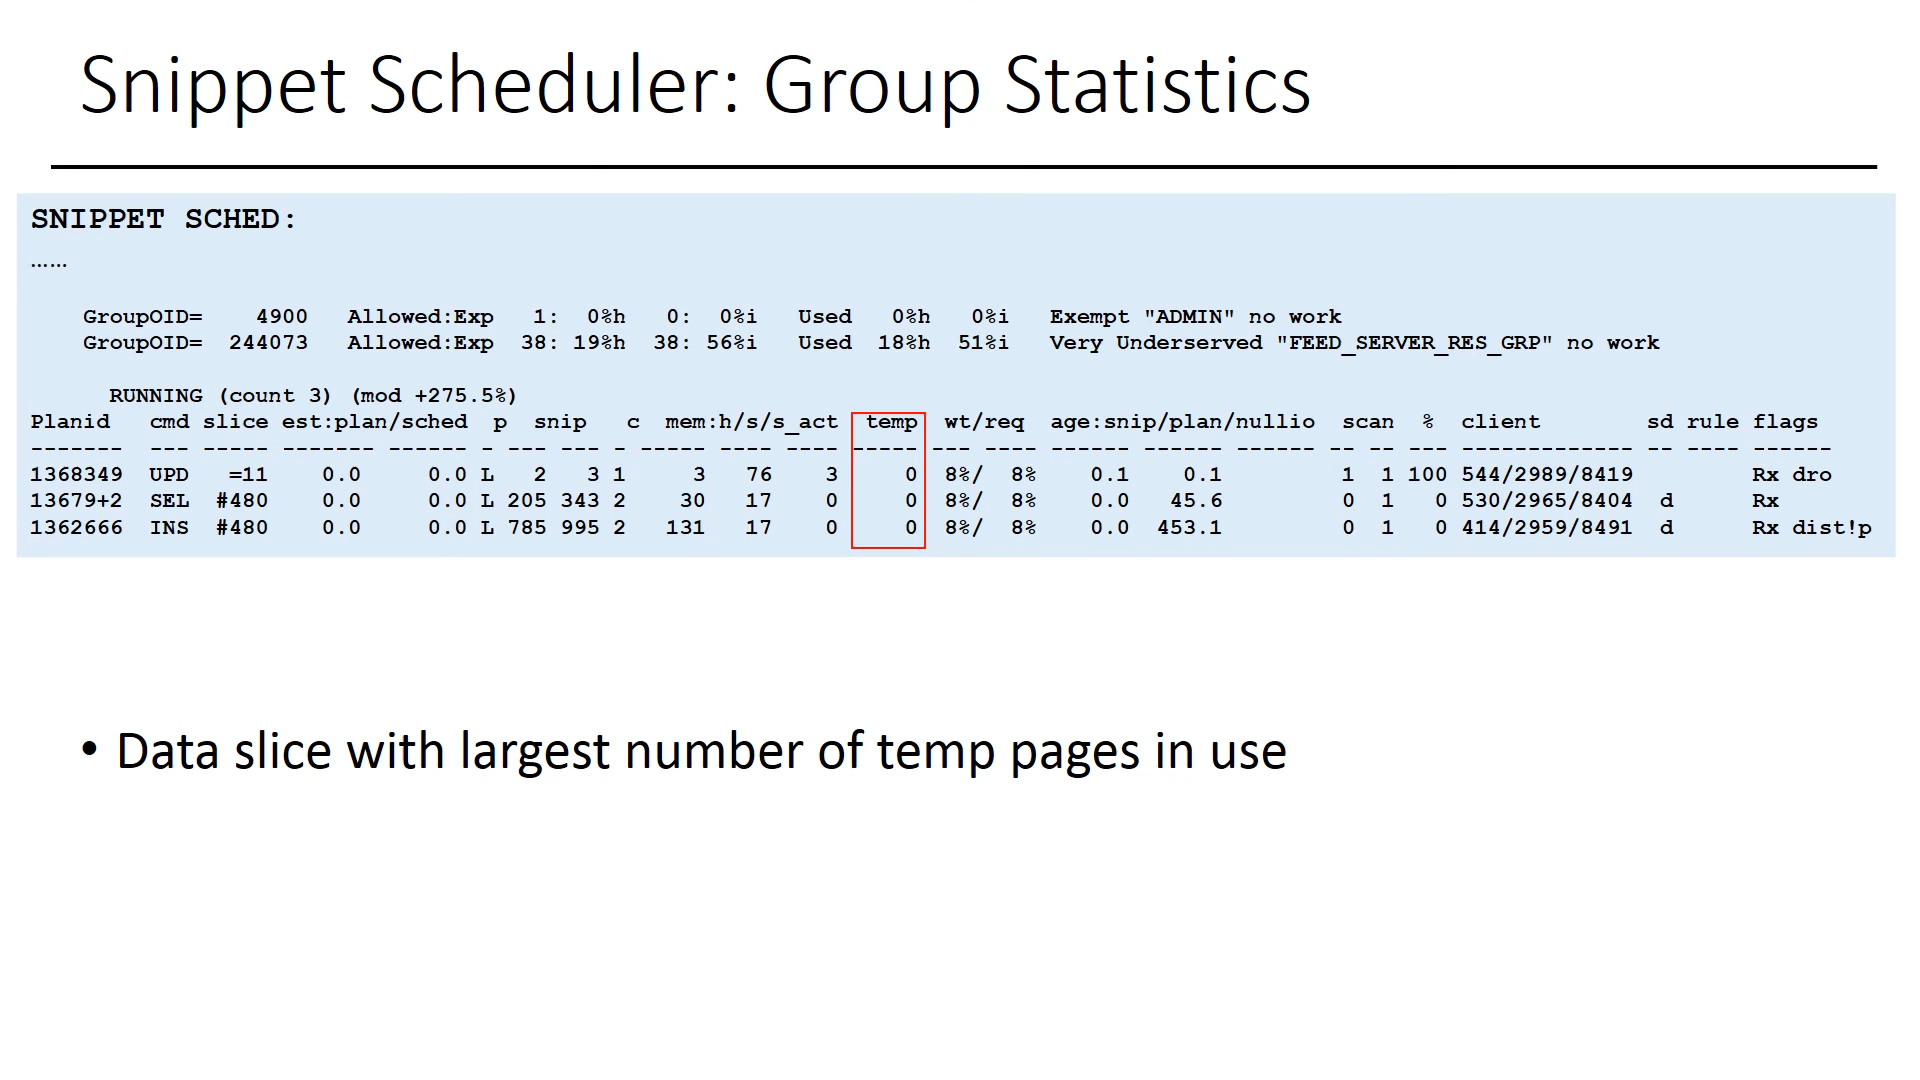 Snippet Scheduler: Group Statistics
SNIPPET SCHED:
……
GroupOID=    4900   Allowed:Exp   1:  0%h   0:  0%i   Used   0%h   0%i   Exempt "ADMIN" no work
GroupOID=  244073   Allowed:Exp  38: 19%h  38: 56%i   Used  18%h  51%i   Very Underserved "FEED_SERVER_RES_GRP" no work
RUNNING (count 3) (mod +275.5%)
Planid   cmd slice est:plan/sched  p  snip   c  mem:h/s/s_act  temp  wt/req  age:snip/plan/nullio  scan  %  client        sd rule flags
-------  --- ----- ------- ------ - --- --- - ----- ---- ---- ----- --- ---- ------ ------ ------ -- -- --- ------------- -- ---- ------
1368349  UPD   =11    0.0     0.0 L   2   3 1     3   76    3     0  8%/  8%    0.1    0.1         1  1 100 544/2989/8419         Rx dro
13679+2  SEL  #480    0.0     0.0 L 205 343 2    30   17    0     0  8%/  8%    0.0   45.6         0  1   0 530/2965/8404  d      Rx
1362666  INS  #480    0.0     0.0 L 785 995 2   131   17    0     0  8%/  8%    0.0  453.1         0  1   0 414/2959/8491  d      Rx dist!p
• Data slice with largest number of temp pages in use